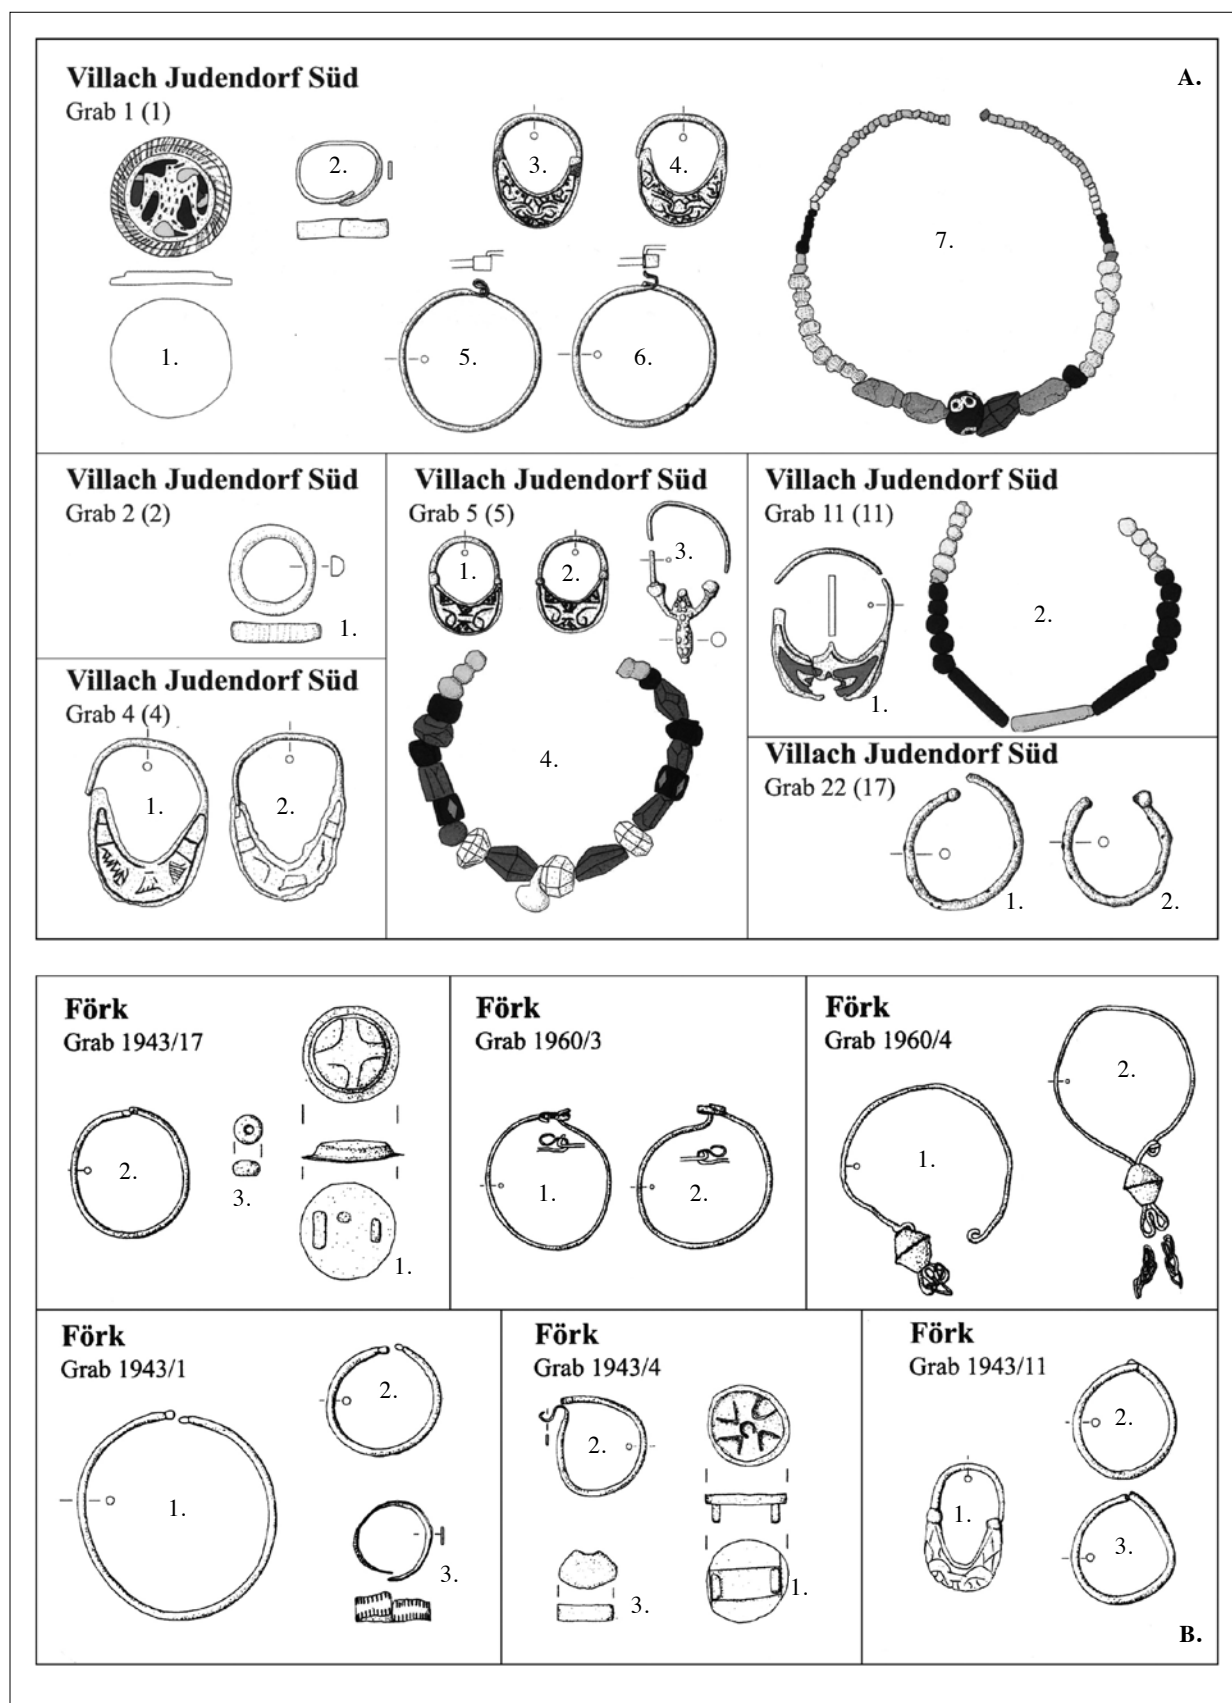 A.
Villach Judendorf Süd
Grab 1 (1)
1.
2.
3.
4.
5.
6.
7.
Villach Judendorf Süd
Grab 2 (2)
1.
Villach Judendorf Süd
Grab 4 (4)
1.
2.
Villach Judendorf Süd
Grab 5 (5)
1.
2.
3.
4.
Villach Judendorf Süd
Grab 11 (11)
1.
2.
Villach Judendorf Süd
Grab 22 (17)
1.
2.
Förk
Grab 1943/17
2.
3.
1.
Förk
Grab 1960/3
1.
2.
Förk
Grab 1960/4
1.
2.
Förk
Grab 1943/1
1.
2.
3.
Förk
Grab 1943/4
2.
3.
1.
Förk
Grab 1943/11
1.
2.
3.
B.